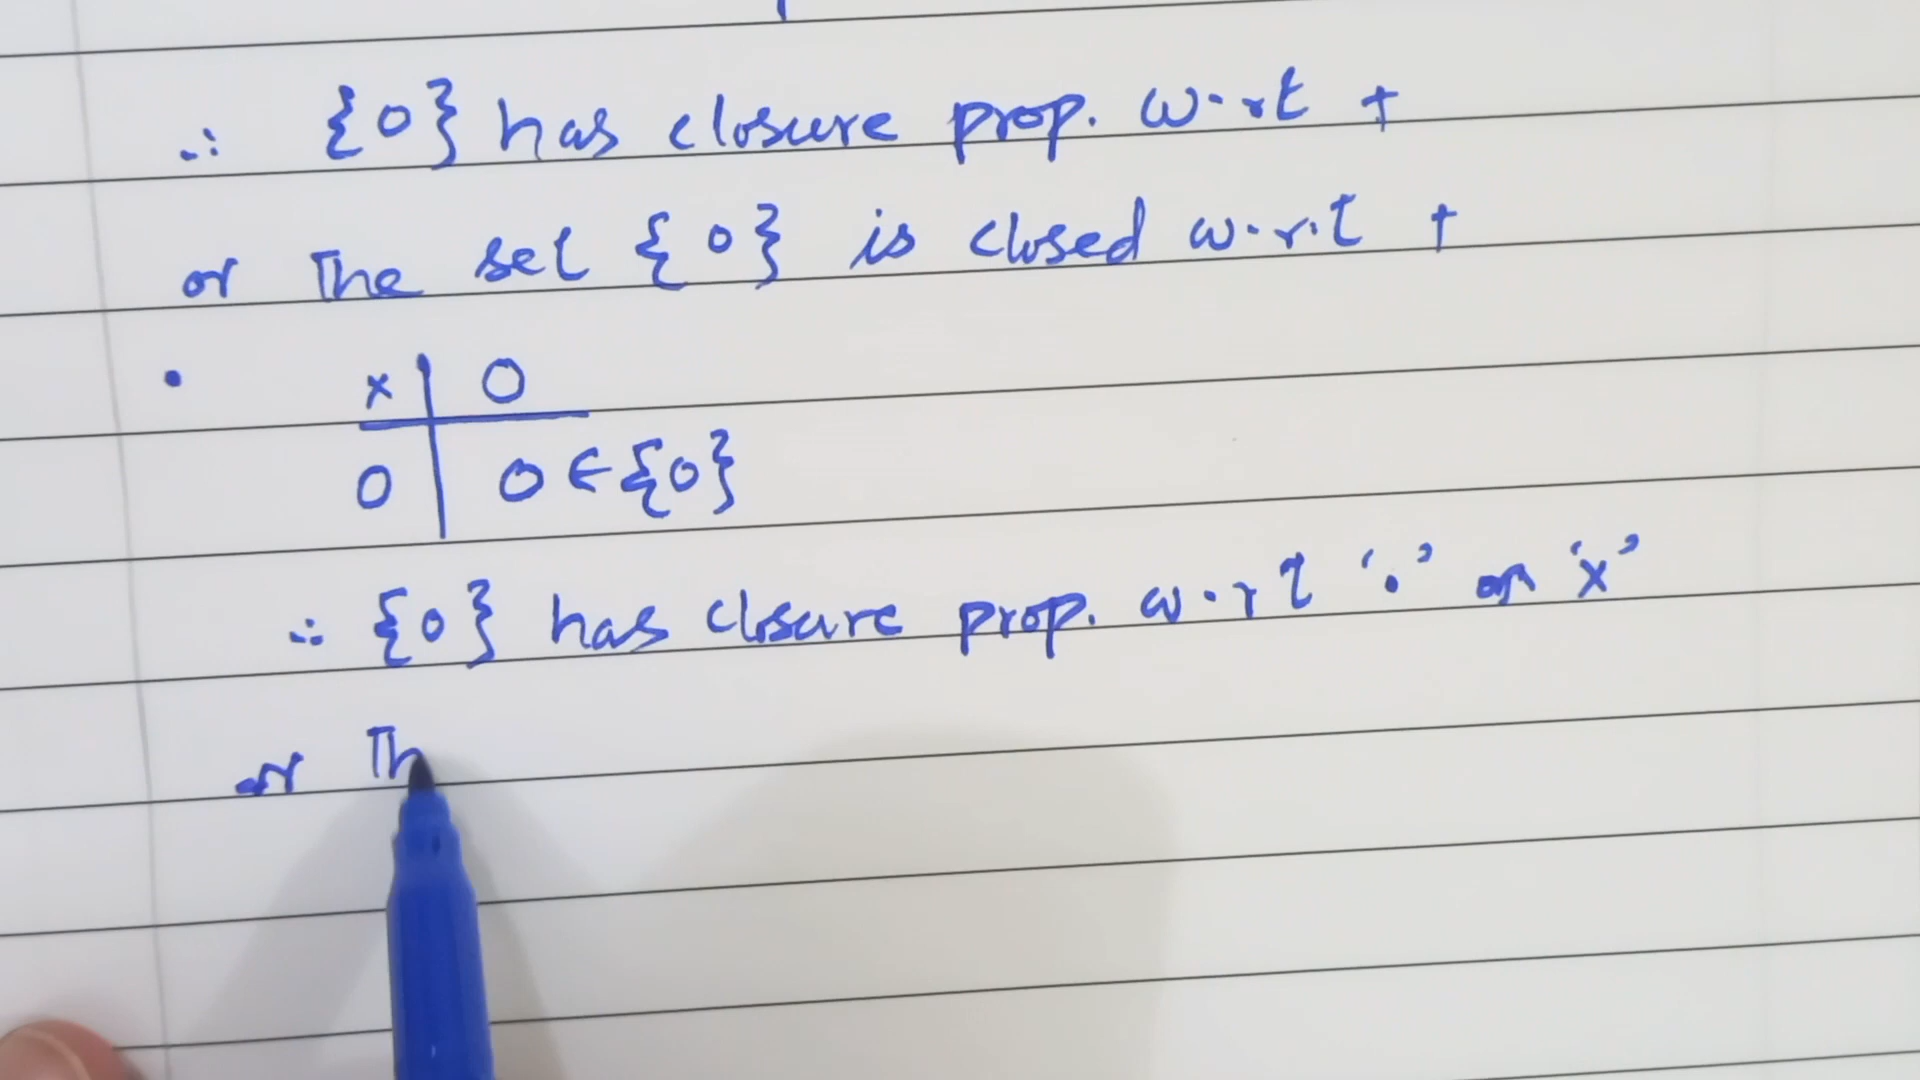 ∴ {0} has closure prop. w.r.t +
or The set {0} is closed w.r.t +
• × | 0
0 | 0 ∈ {0}
∴ {0} has closure prop. w.r.t '.' or '×'
or Th